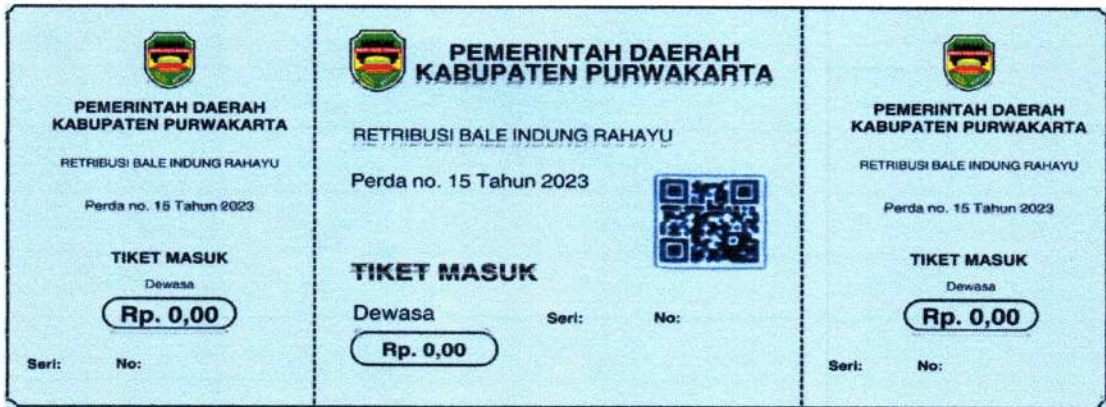 PEMERINTAH DAERAH
KABUPATEN PURWAKARTA
RETRIBUSI BALE INDUNG RAHAYU
Perda no. 15 Tahun 2023
TIKET MASUK
Dewasa
Rp. 0,00
Seri: No:
PEMERINTAH DAERAH
KABUPATEN PURWAKARTA
RETRIBUSI BALE INDUNG RAHAYU
Perda no. 15 Tahun 2023
TIKET MASUK
Dewasa Seri: No:
Rp. 0,00
PEMERINTAH DAERAH
KABUPATEN PURWAKARTA
RETRIBUSI BALE INDUNG RAHAYU
Perda no. 15 Tahun 2023
TIKET MASUK
Dewasa
Rp. 0,00
Seri: No: